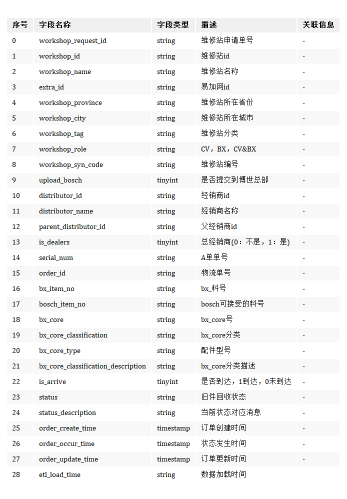 序号 字段名称 字段类型 描述 关联信息
0 workshop_request_id string 维修站申请单号 -
1 workshop_id string 维修站id -
2 workshop_name string 维修站名称 -
3 extra_id string 易加网id -
4 workshop_province string 维修站所在省份 -
5 workshop_city string 维修站所在城市 -
6 workshop_tag string 维修站分类 -
7 workshop_role string CV，BX，CV&BX -
8 workshop_syn_code string 维修站编号 -
9 upload_bosch tinyint 是否提交到博世总部 -
10 distributor_id string 经销商id -
11 distributor_name string 经销商名称 -
12 parent_distributor_id string 父经销商id -
13 is_dealers tinyint 总经销商(0：不是，1：是) -
14 serial_num string A单单号 -
15 order_id string 物流单号 -
16 bx_item_no string bx_料号 -
17 bosch_item_no string bosch可接受的料号 -
18 bx_core string bx_core号 -
19 bx_core_classification string bx_core分类 -
20 bx_core_type string 配件型号 -
21 bx_core_classification_description string bx_core分类描述 -
22 is_arrive tinyint 是否到达，1到达，0未到达 -
23 status string 旧件回收状态 -
24 status_description string 当前状态对应消息 -
25 order_create_time timestamp 订单创建时间 -
26 order_occur_time timestamp 状态发生时间 -
27 order_update_time timestamp 订单更新时间 -
28 etl_load_time string 数据加载时间 -